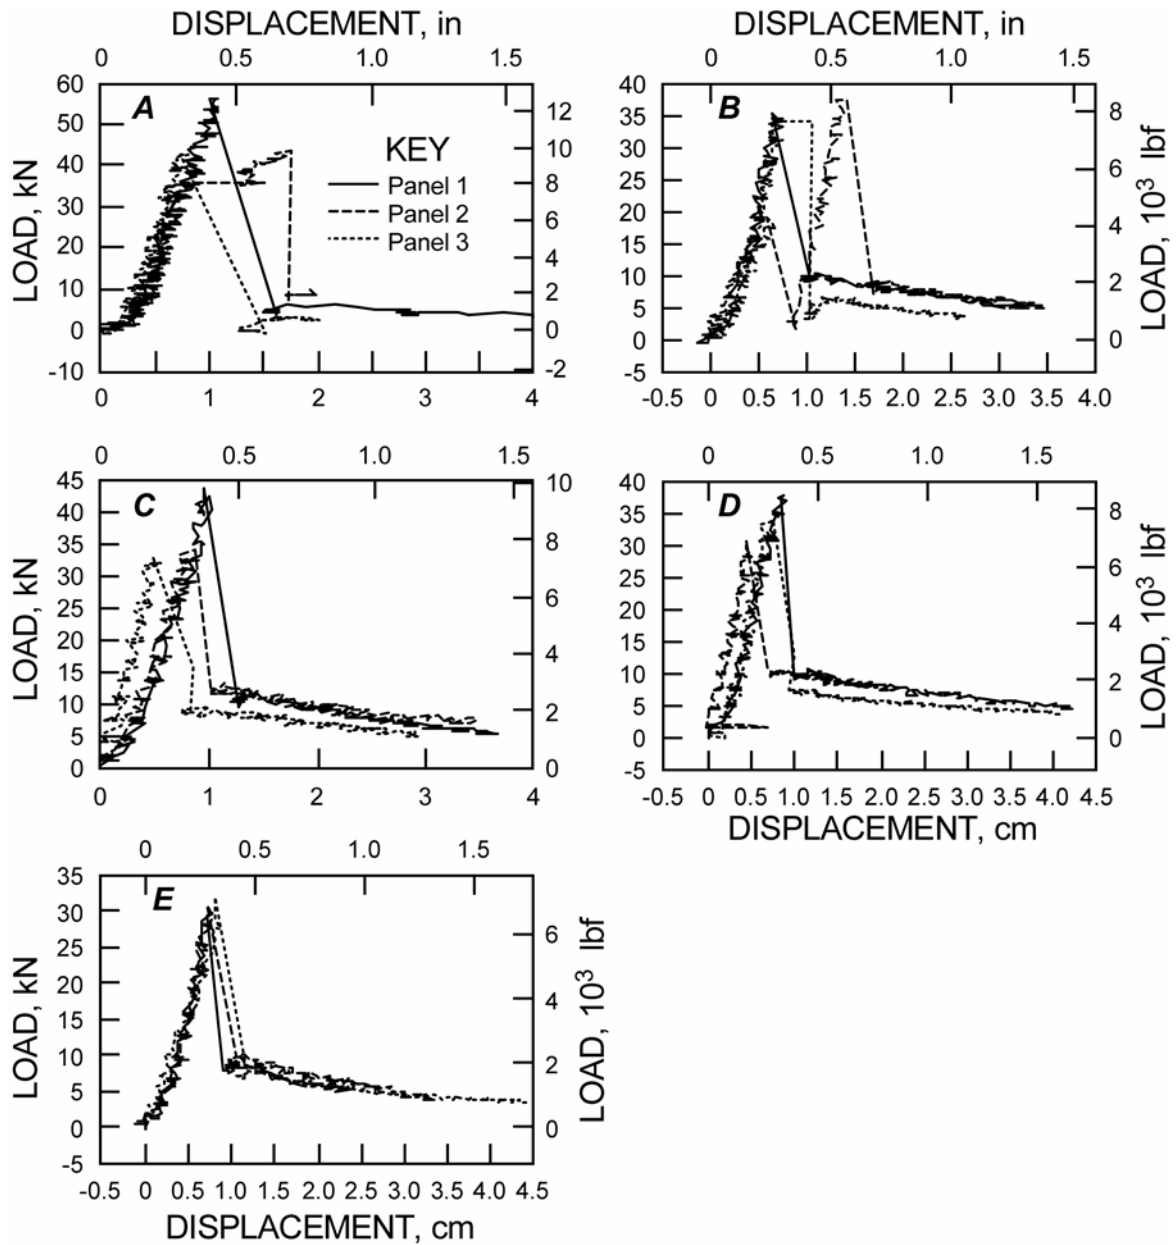 DISPLACEMENT, in
DISPLACEMENT, in
0 0.5 1.0 1.5
0 0.5 1.0 1.5
A
KEY
Panel 1
Panel 2
Panel 3
LOAD, kN
60
50
40
30
20
10
0
-10
12
10
8
6
4
2
0
-2
0 1 2 3 4
B
40
35
30
25
20
15
10
5
0
-5
8
6
4
2
0
LOAD, 10³ lbf
-0.5 0 0.5 1.0 1.5 2.0 2.5 3.0 3.5 4.0
0 0.5 1.0 1.5
C
LOAD, kN
45
40
35
30
25
20
15
10
5
0
10
8
6
4
2
0
0 1 2 3 4
0 0.5 1.0 1.5
D
40
35
30
25
20
15
10
5
0
-5
8
6
4
2
0
LOAD, 10³ lbf
-0.5 0 0.5 1.0 1.5 2.0 2.5 3.0 3.5 4.0 4.5
DISPLACEMENT, cm
0 0.5 1.0 1.5
E
LOAD, kN
35
30
25
20
15
10
5
0
-5
6
4
2
0
LOAD, 10³ lbf
-0.5 0 0.5 1.0 1.5 2.0 2.5 3.0 3.5 4.0 4.5
DISPLACEMENT, cm